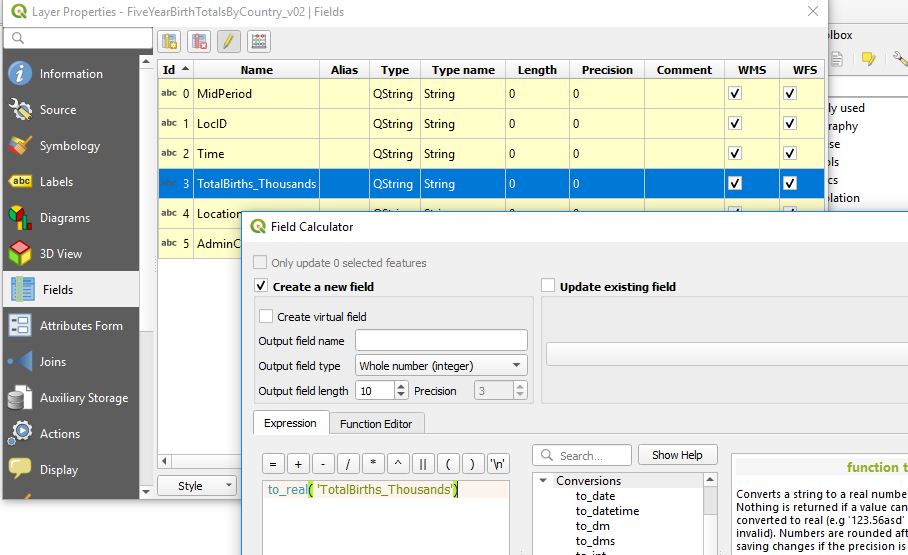 Layer Properties - FiveYearBirthTotalsByCountry_v02 | Fields
Information
Source
Symbology
Labels
Diagrams
3D View
Fields
Attributes Form
Joins
Auxiliary Storage
Actions
Display
Id Name Alias Type Type name Length Precision Comment WMS WFS
abc 0 MidPeriod QString String 0 0
abc 1 LocID QString String 0 0
abc 2 Time QString String 0 0
abc 3 TotalBirths_Thousands QString String 0 0
abc 4 Location
abc 5 AdminC
Style
Field Calculator
Only update 0 selected features
Create a new field
Update existing field
Create virtual field
Output field name
Output field type Whole number (integer)
Output field length 10 Precision 3
Expression Function Editor
= + - / * ^ || ( ) '\n'
to_real( 'TotalBirths_Thousands')
Search... Show Help
Conversions
to_date
to_datetime
to_dm
to_dms
to_int
function t
Converts a string to a real numbe
Nothing is returned if a value can
converted to real (e.g '123.56asd'
invalid). Numbers are rounded aft
saving changes if the precision is
lbox
ly used
graphy
se
ols
cs
olation